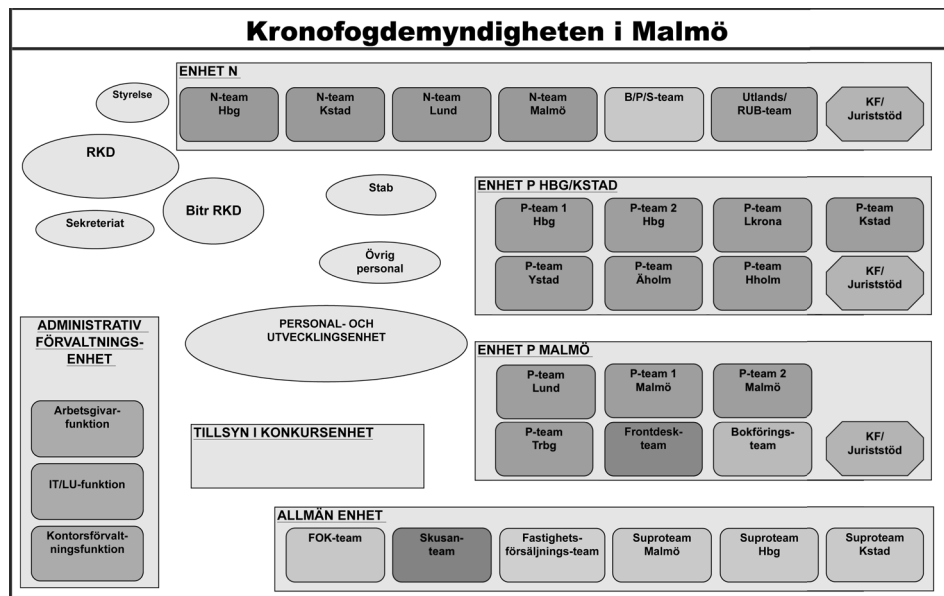 Kronofogdemyndigheten i Malmö
ENHET N
N-team
Hbg
N-team
Kstad
N-team
Lund
N-team
Malmö
B/P/S-team
Utlands/
RUB-team
KF/
Juriststöd
Styrelse
RKD
Bitr RKD
Sekreteriat
Stab
Övrig
personal
PERSONAL- OCH
UTVECKLINGSENHET
ENHET P HBG/KSTAD
P-team 1
Hbg
P-team 2
Hbg
P-team
Lkrona
P-team
Kstad
P-team
Ystad
P-team
Äholm
P-team
Hholm
KF/
Juriststöd
ADMINISTRATIV
FÖRVALTNINGS-
ENHET
Arbetsgivar-
funktion
IT/LU-funktion
Kontorsförvalt-
ningsfunktion
ENHET P MALMÖ
P-team
Lund
P-team 1
Malmö
P-team 2
Malmö
P-team
Trbg
Frontdesk-
team
Bokförings-
team
KF/
Juriststöd
TILLSYN I KONKURSENHET
ALLMÄN ENHET
FOK-team
Skusan-
team
Fastighets-
försäljnings-team
Suproteam
Malmö
Suproteam
Hbg
Suproteam
Kstad